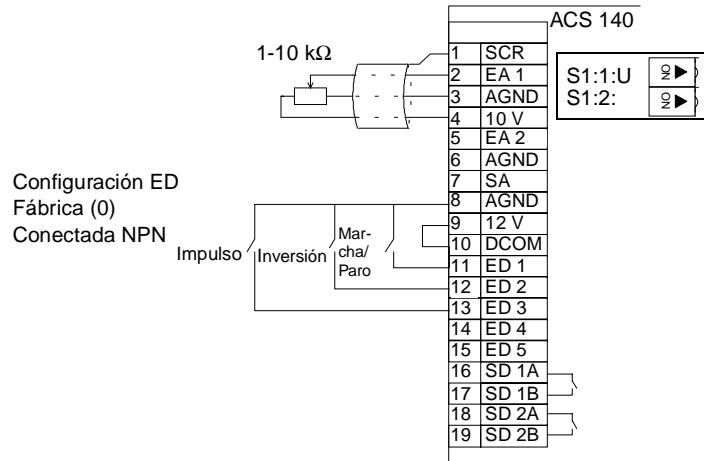 ACS 140
1-10 kΩ
1 SCR
2 EA 1
3 AGND
4 10 V
5 EA 2
6 AGND
7 SA
8 AGND
9 12 V
10 DCOM
11 ED 1
12 ED 2
13 ED 3
14 ED 4
15 ED 5
16 SD 1A
17 SD 1B
18 SD 2A
19 SD 2B
S1:1:U
ON
S1:2:
ON
Configuración ED
Fábrica (0)
Conectada NPN
Impulso
Inversión
Mar-
cha/
Paro